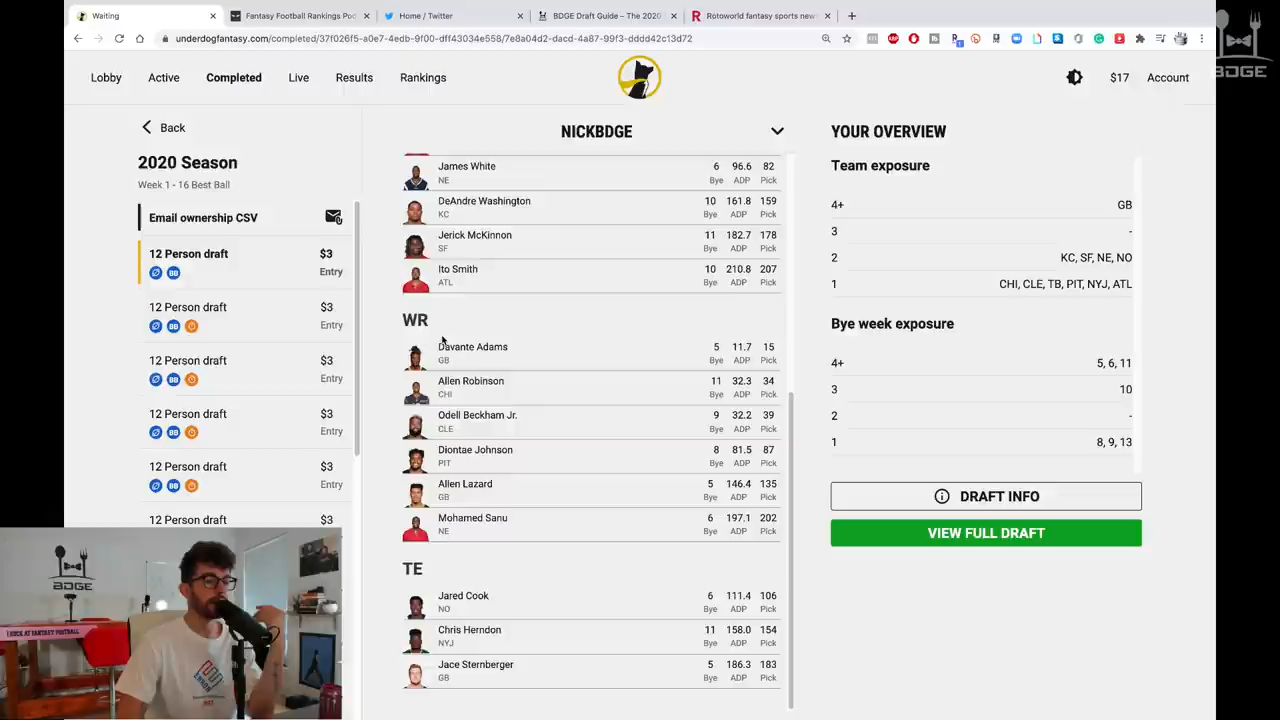 Waiting
Fantasy Football Rankings Pod
Home / Twitter
BDGE Draft Guide – The 2020
Rotoworld fantasy sports new
underdogfantasy.com/completed/37f026f5-a0e7-4edb-9f00-dff43034e558/7e8a04d2-dacd-4a87-99f3-dddd42c13d72
BDGE
Lobby
Active
Completed
Live
Results
Rankings
$17
Account
Back
2020 Season
Week 1 - 16 Best Ball
Email ownership CSV
12 Person draft $3
Entry
BB
12 Person draft $3
Entry
BB
12 Person draft $3
Entry
BB
12 Person draft $3
Entry
BB
12 Person draft $3
Entry
BB
12 Person draft $3
NICKBDGE
James White 6 96.6 82
NE Bye ADP Pick
DeAndre Washington 10 161.8 159
KC Bye ADP Pick
Jerick McKinnon 11 182.7 178
SF Bye ADP Pick
Ito Smith 10 210.8 207
ATL Bye ADP Pick
WR
Davante Adams 5 11.7 15
GB Bye ADP Pick
Allen Robinson 11 32.3 34
CHI Bye ADP Pick
Odell Beckham Jr. 9 32.2 39
CLE Bye ADP Pick
Diontae Johnson 8 81.5 87
PIT Bye ADP Pick
Allen Lazard 5 146.4 135
GB Bye ADP Pick
Mohamed Sanu 6 197.1 202
NE Bye ADP Pick
TE
Jared Cook 6 111.4 106
NO Bye ADP Pick
Chris Herndon 11 158.0 154
NYJ Bye ADP Pick
Jace Sternberger 5 186.3 183
GB Bye ADP Pick
YOUR OVERVIEW
Team exposure
4+ GB
3 -
2 KC, SF, NE, NO
1 CHI, CLE, TB, PIT, NYJ, ATL
Bye week exposure
4+ 5, 6, 11
3 10
2 -
1 8, 9, 13
DRAFT INFO
VIEW FULL DRAFT
BDGE
I SUCK AT FANTASY FOOTBALL